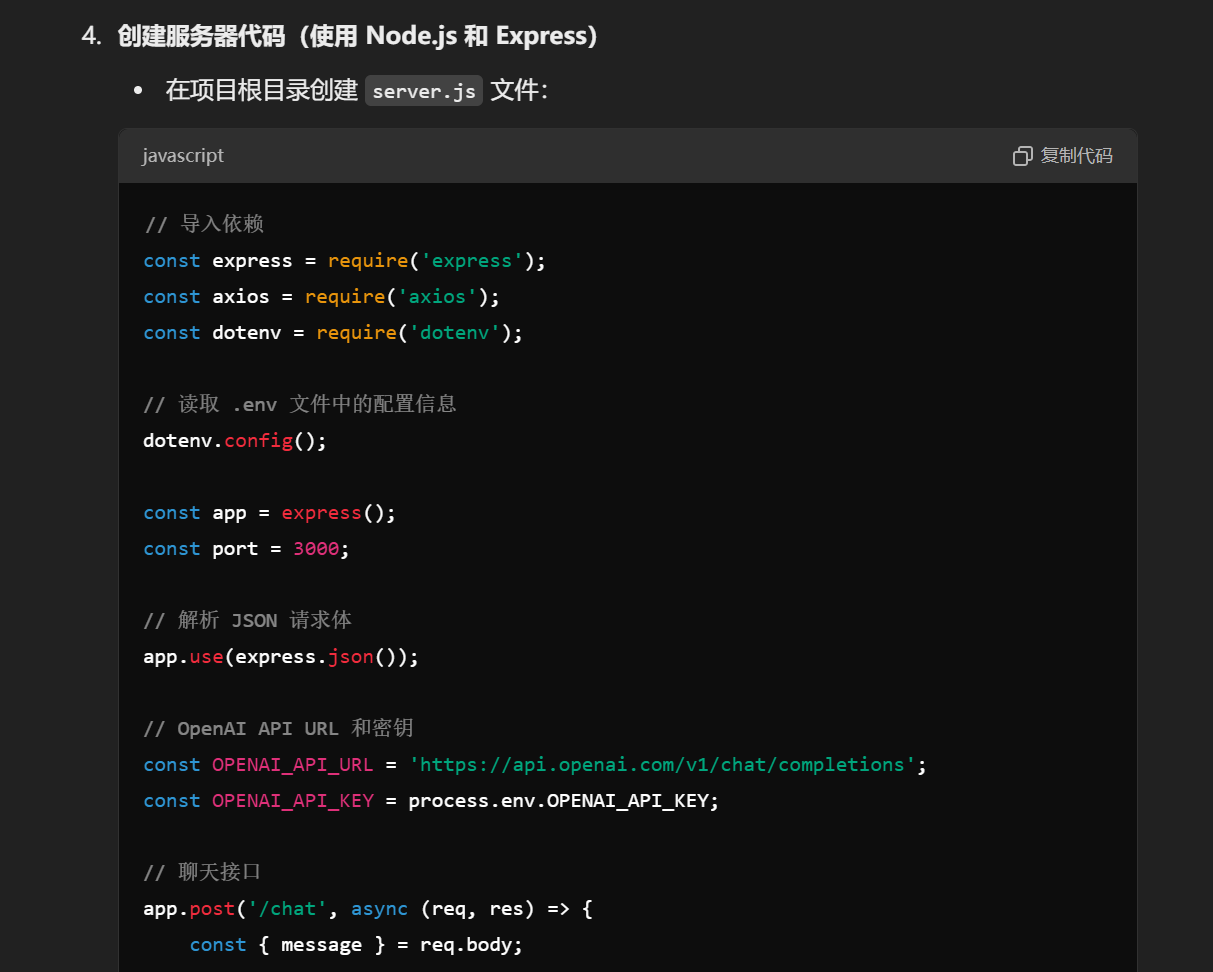 4. 创建服务器代码（使用 Node.js 和 Express）
• 在项目根目录创建 server.js 文件：
javascript 复制代码
// 导入依赖
const express = require('express');
const axios = require('axios');
const dotenv = require('dotenv');
// 读取 .env 文件中的配置信息
dotenv.config();
const app = express();
const port = 3000;
// 解析 JSON 请求体
app.use(express.json());
// OpenAI API URL 和密钥
const OPENAI_API_URL = 'https://api.openai.com/v1/chat/completions';
const OPENAI_API_KEY = process.env.OPENAI_API_KEY;
// 聊天接口
app.post('/chat', async (req, res) => {
    const { message } = req.body;